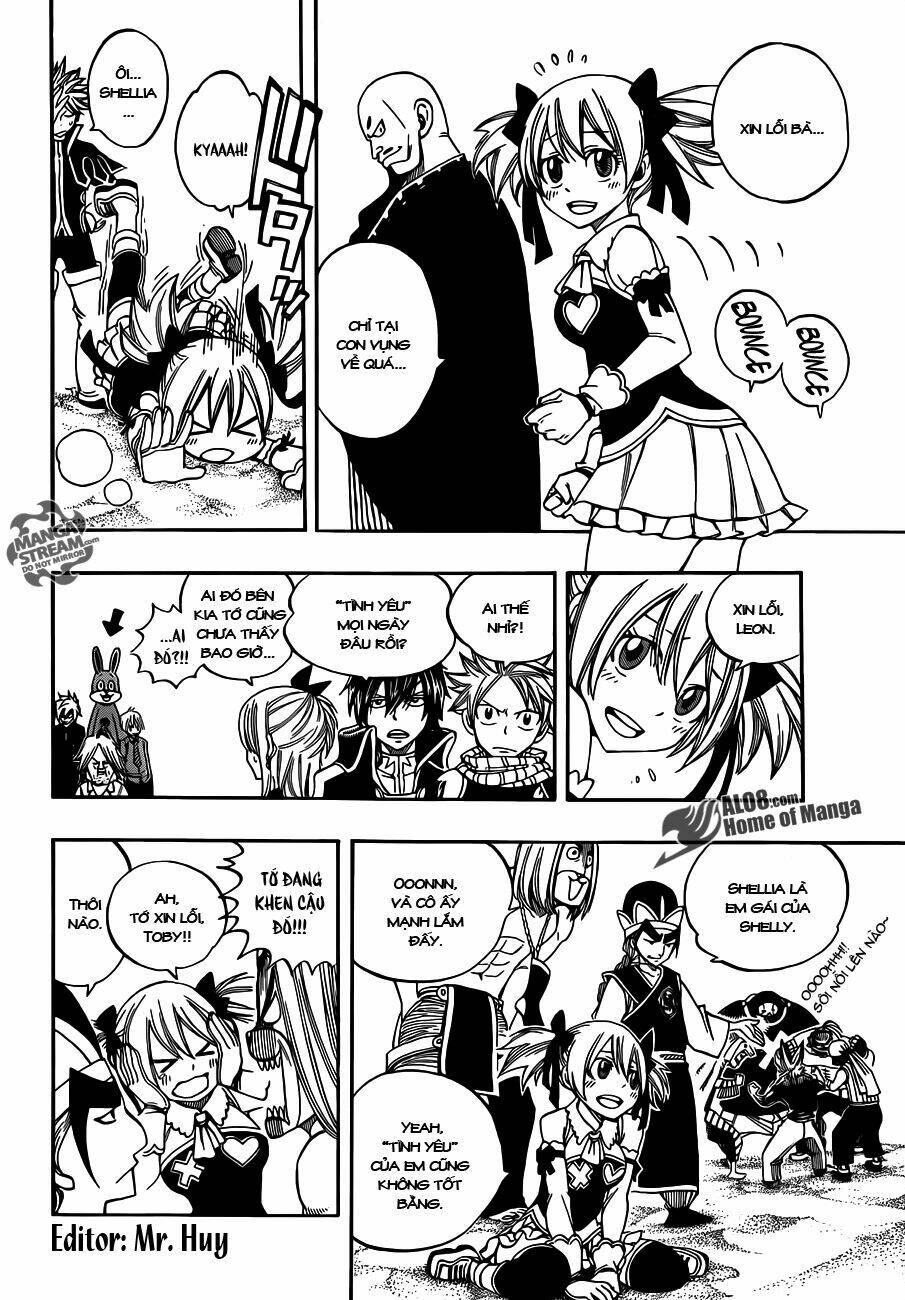 XIN LỖI BÀ...
CHỈ TẠI
CON VỤNG
VỀ QUÁ...
BOUNCE
BOUNCE
ドタッ
KYAAAH!
ÔI...
SHELLIA
...
MANGA
STREAM.com
DO NOT MIRROR
XIN LỖI,
LEON.
AI THẾ
NHỈ?!
“TÌNH YÊU”
MỌI NGÀY
ĐÂU RỒI?
AI ĐÓ BÊN
KIA TỚ CŨNG
CHƯA THẤY
BAO GIỜ...
...AI
ĐÓ?!!
AL08.com
Home of Manga
SHELLIA LÀ
EM GÁI CỦA
SHELLY.
OOOOHHH!!
SÔI NỔI LÊN NÀO~
OOONNN,
VÀ CÔ ẤY
MẠNH LẮM
ĐẤY.
YEAH,
“TÌNH YÊU”
CỦA EM CŨNG
KHÔNG TỐT
BẰNG.
TỚ ĐANG
KHEN CẬU
ĐÓ!!!
AH,
TỚ XIN LỖI,
TOBY!!
THÔI
NÀO.
Editor: Mr. Huy